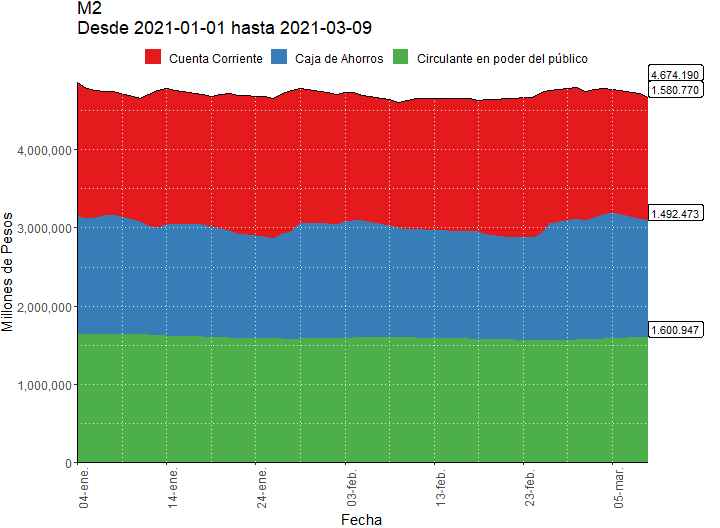 M2
Desde 2021-01-01 hasta 2021-03-09
Cuenta Corriente Caja de Ahorros Circulante en poder del público
4.674.190
1.580.770
4,000,000
1.492.473
3,000,000
2,000,000
1.600.947
1,000,000
0
Millones de Pesos
04-ene. 14-ene. 24-ene. 03-feb. 13-feb. 23-feb. 05-mar.
Fecha